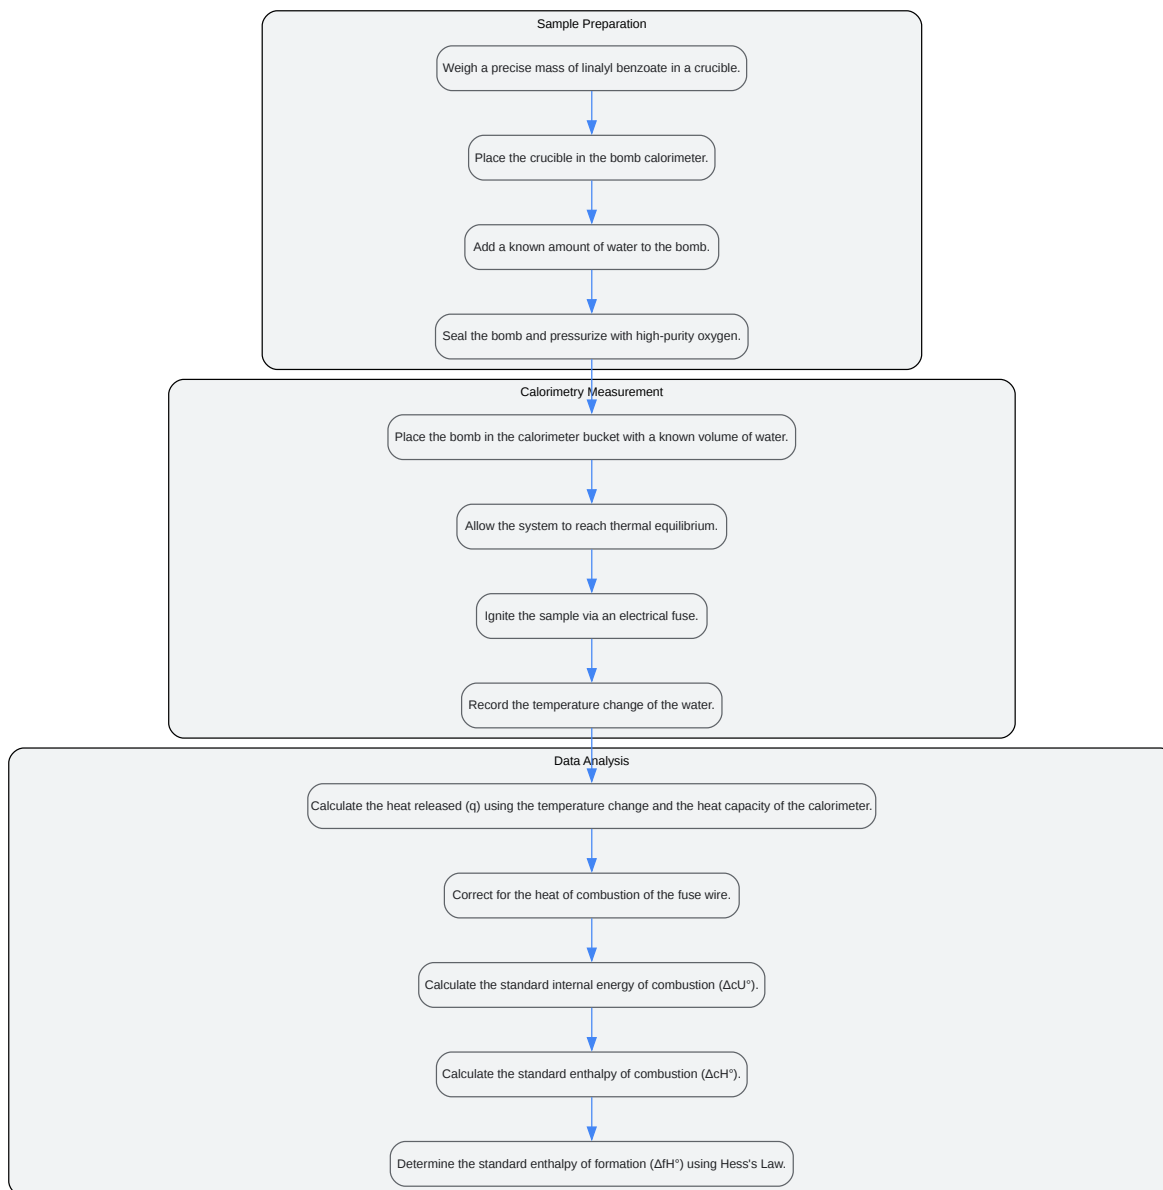 Sample Preparation
Weigh a precise mass of linalyl benzoate in a crucible.
Place the crucible in the bomb calorimeter.
Add a known amount of water to the bomb.
Seal the bomb and pressurize with high-purity oxygen.
Calorimetry Measurement
Place the bomb in the calorimeter bucket with a known volume of water.
Allow the system to reach thermal equilibrium.
Ignite the sample via an electrical fuse.
Record the temperature change of the water.
Data Analysis
Calculate the heat released (q) using the temperature change and the heat capacity of the calorimeter.
Correct for the heat of combustion of the fuse wire.
Calculate the standard internal energy of combustion (ΔcU°).
Calculate the standard enthalpy of combustion (ΔcH°).
Determine the standard enthalpy of formation (ΔfH°) using Hess's Law.